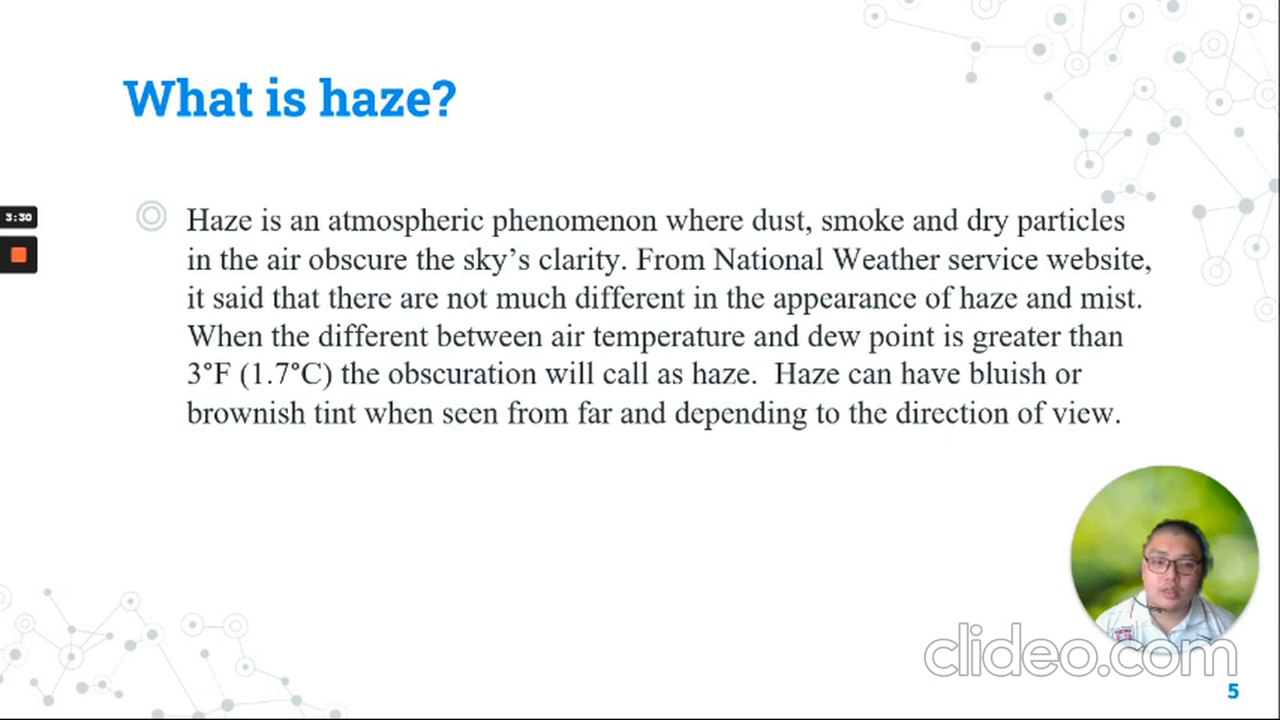 What is haze?
3:30
Haze is an atmospheric phenomenon where dust, smoke and dry particles
in the air obscure the sky’s clarity. From National Weather service website,
it said that there are not much different in the appearance of haze and mist.
When the different between air temperature and dew point is greater than
3°F (1.7°C) the obscuration will call as haze.  Haze can have bluish or
brownish tint when seen from far and depending to the direction of view.
clideo.com
5